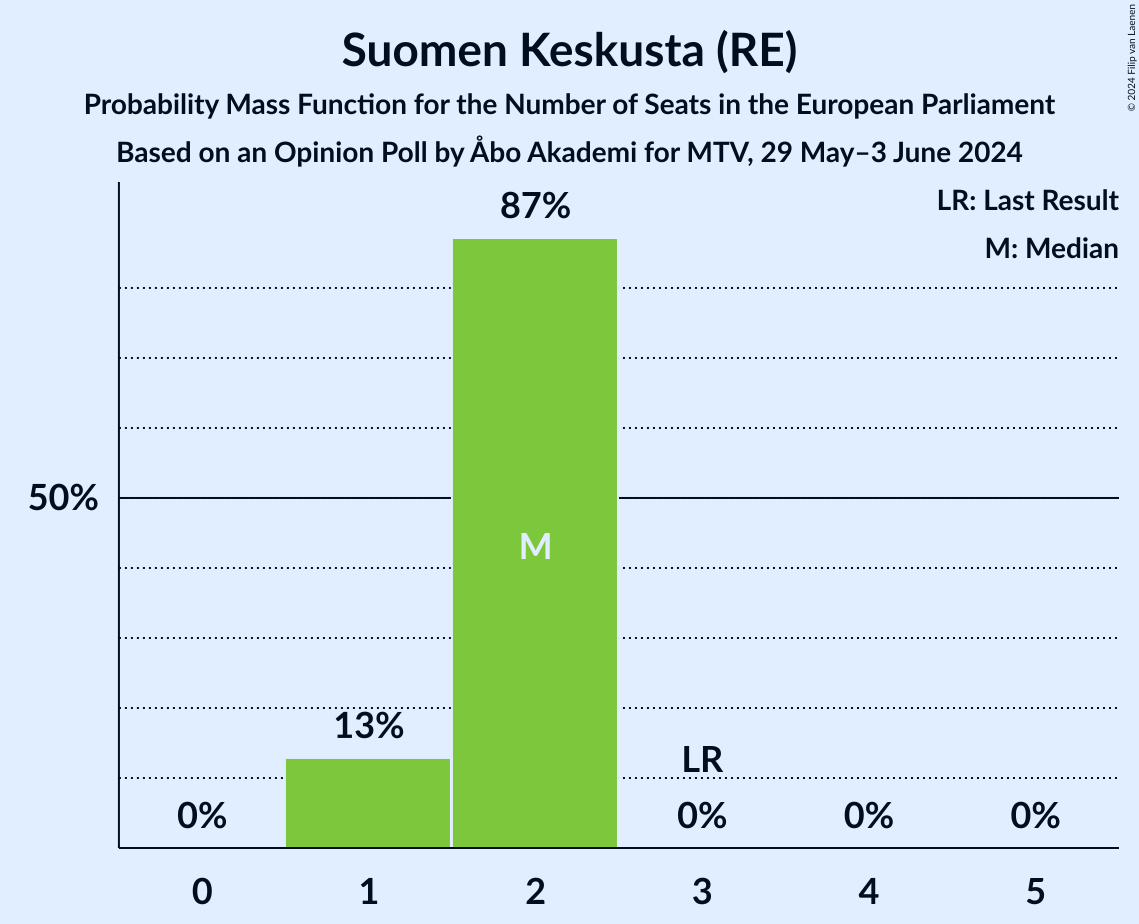 Suomen Keskusta (RE)
Probability Mass Function for the Number of Seats in the European Parliament
Based on an Opinion Poll by Åbo Akademi for MTV, 29 May–3 June 2024
© 2024 Filip van Laenen
LR: Last Result
M: Median
87%
50%
M
13%
LR
0%
0%
0%
0%
0
1
2
3
4
5